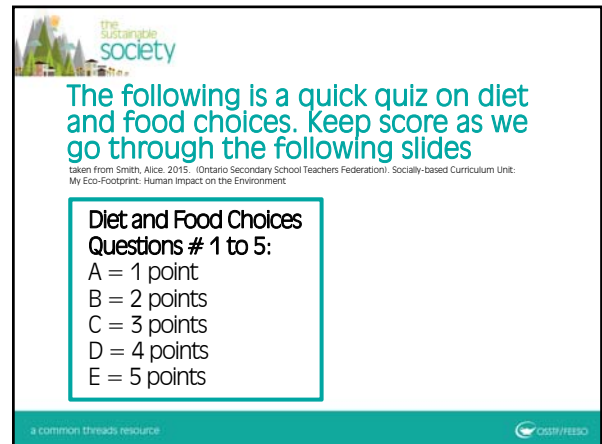 the
sustainable
society
The following is a quick quiz on diet
and food choices. Keep score as we
go through the following slides
taken from Smith, Alice. 2015.  (Ontario Secondary School Teachers Federation). Socially-based Curriculum Unit:
My Eco-Footprint: Human Impact on the Environment
Diet and Food Choices
Questions # 1 to 5:
A = 1 point
B = 2 points
C = 3 points
D = 4 points
E = 5 points
a common threads resource
OSSTF/FEESO